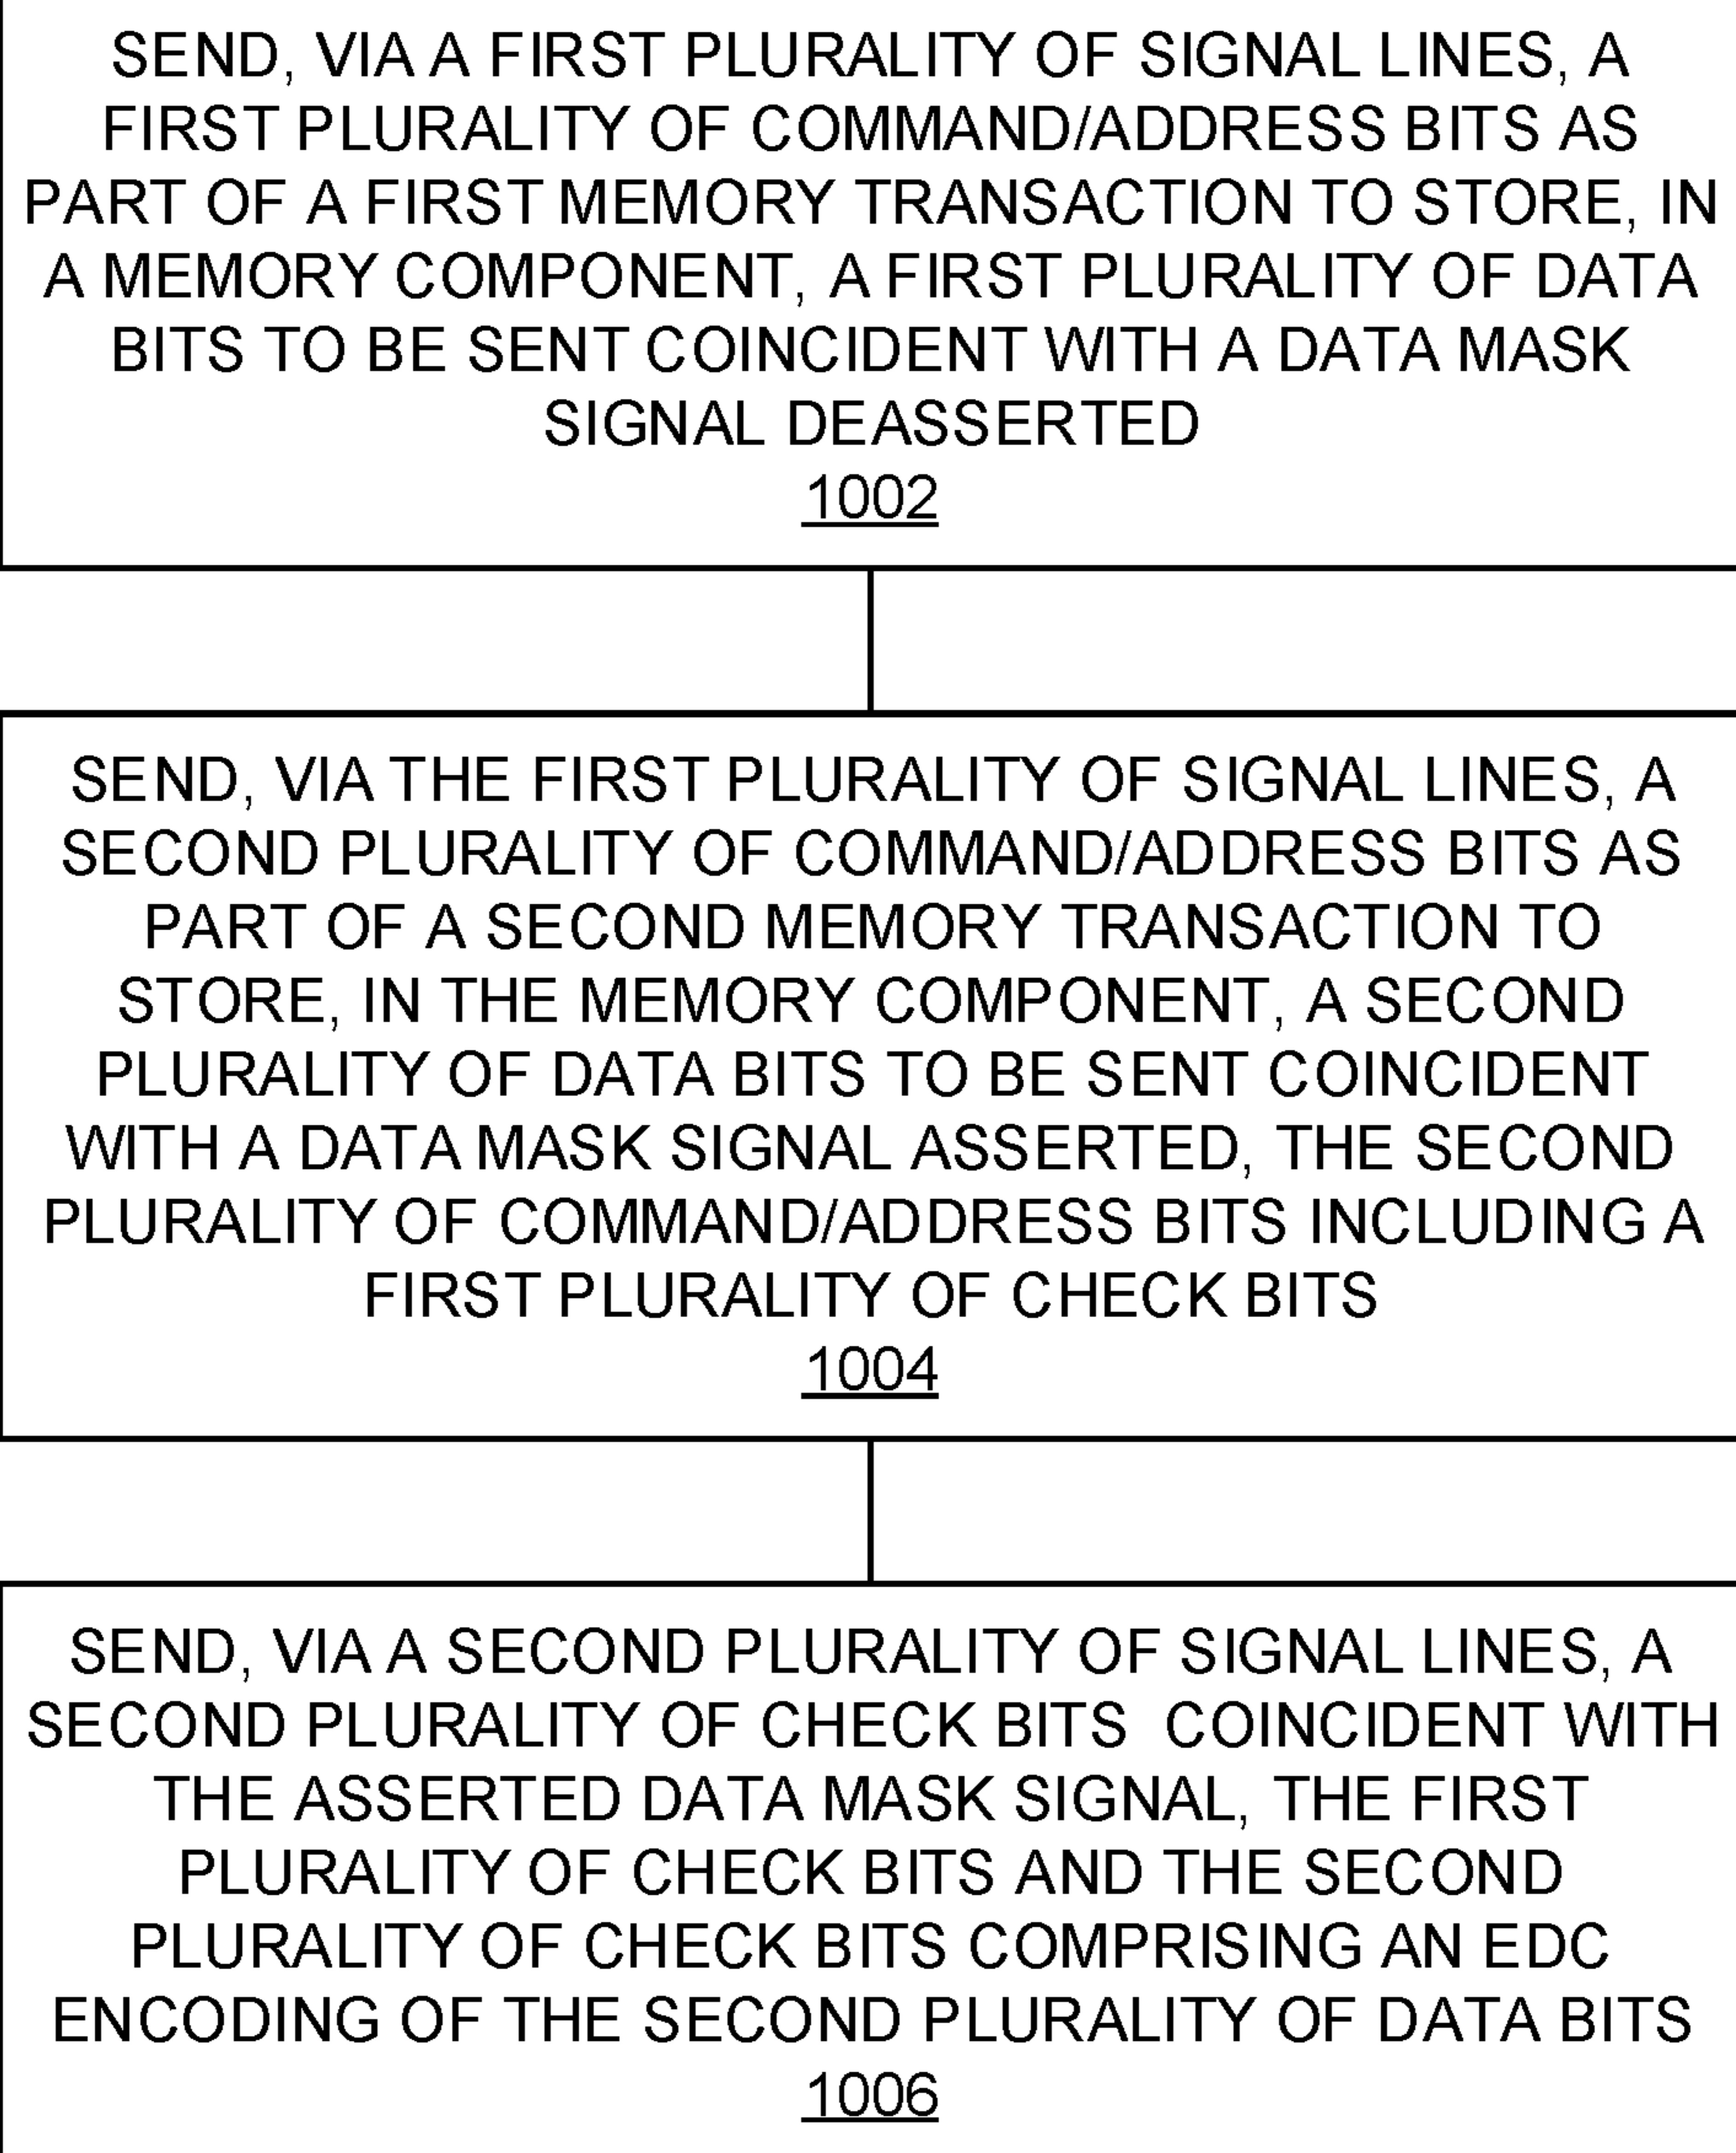 SEND, VIA A FIRST PLURALITY OF SIGNAL LINES, A
FIRST PLURALITY OF COMMAND/ADDRESS BITS AS
PART OF A FIRST MEMORY TRANSACTION TO STORE, IN
A MEMORY COMPONENT, A FIRST PLURALITY OF DATA
BITS TO BE SENT COINCIDENT WITH A DATA MASK
SIGNAL DEASSERTED
1002
SEND, VIA THE FIRST PLURALITY OF SIGNAL LINES, A
SECOND PLURALITY OF COMMAND/ADDRESS BITS AS
PART OF A SECOND MEMORY TRANSACTION TO
STORE, IN THE MEMORY COMPONENT, A SECOND
PLURALITY OF DATA BITS TO BE SENT COINCIDENT
WITH A DATA MASK SIGNAL ASSERTED, THE SECOND
PLURALITY OF COMMAND/ADDRESS BITS INCLUDING A
FIRST PLURALITY OF CHECK BITS
1004
SEND, VIA A SECOND PLURALITY OF SIGNAL LINES, A
SECOND PLURALITY OF CHECK BITS COINCIDENT WITH
THE ASSERTED DATA MASK SIGNAL, THE FIRST
PLURALITY OF CHECK BITS AND THE SECOND
PLURALITY OF CHECK BITS COMPRISING AN EDC
ENCODING OF THE SECOND PLURALITY OF DATA BITS
1006